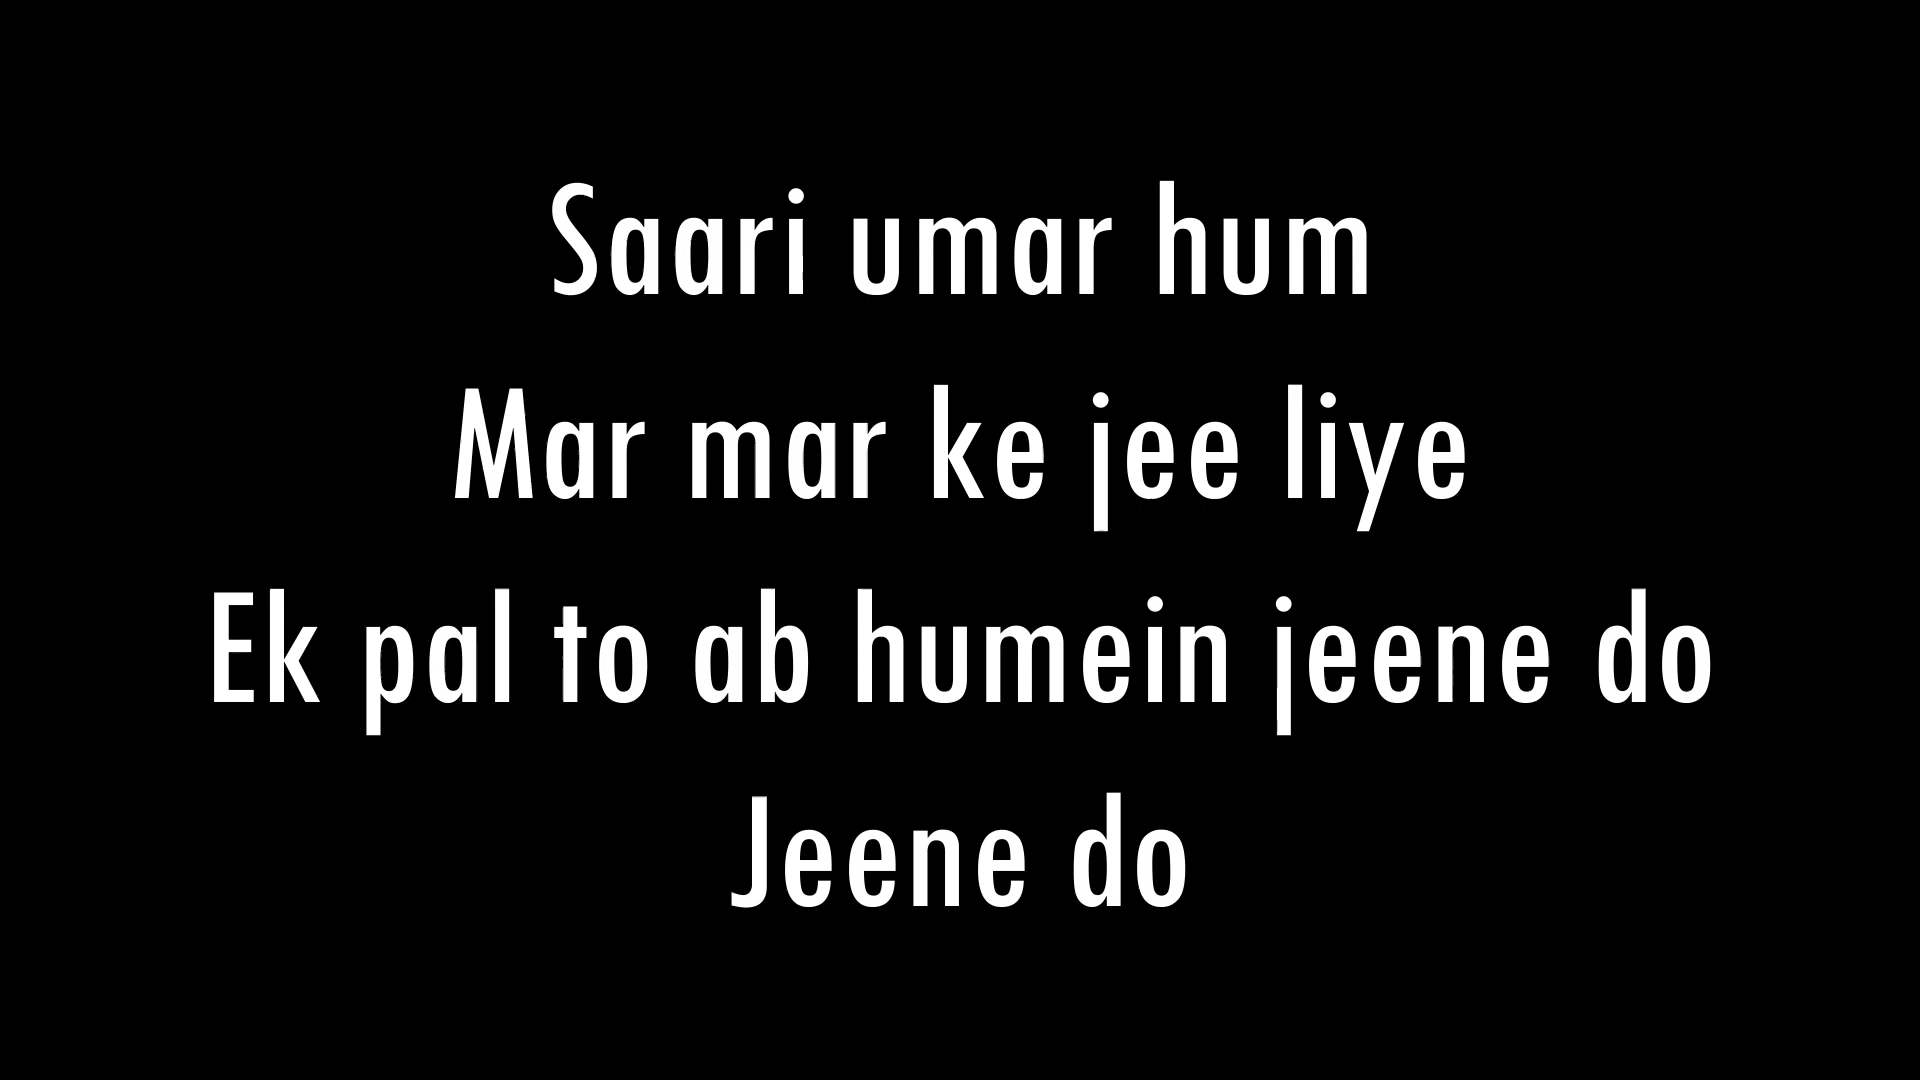 Saari umar hum
Mar mar ke jee liye
Ek pal to ab humein jeene do
Jeene do